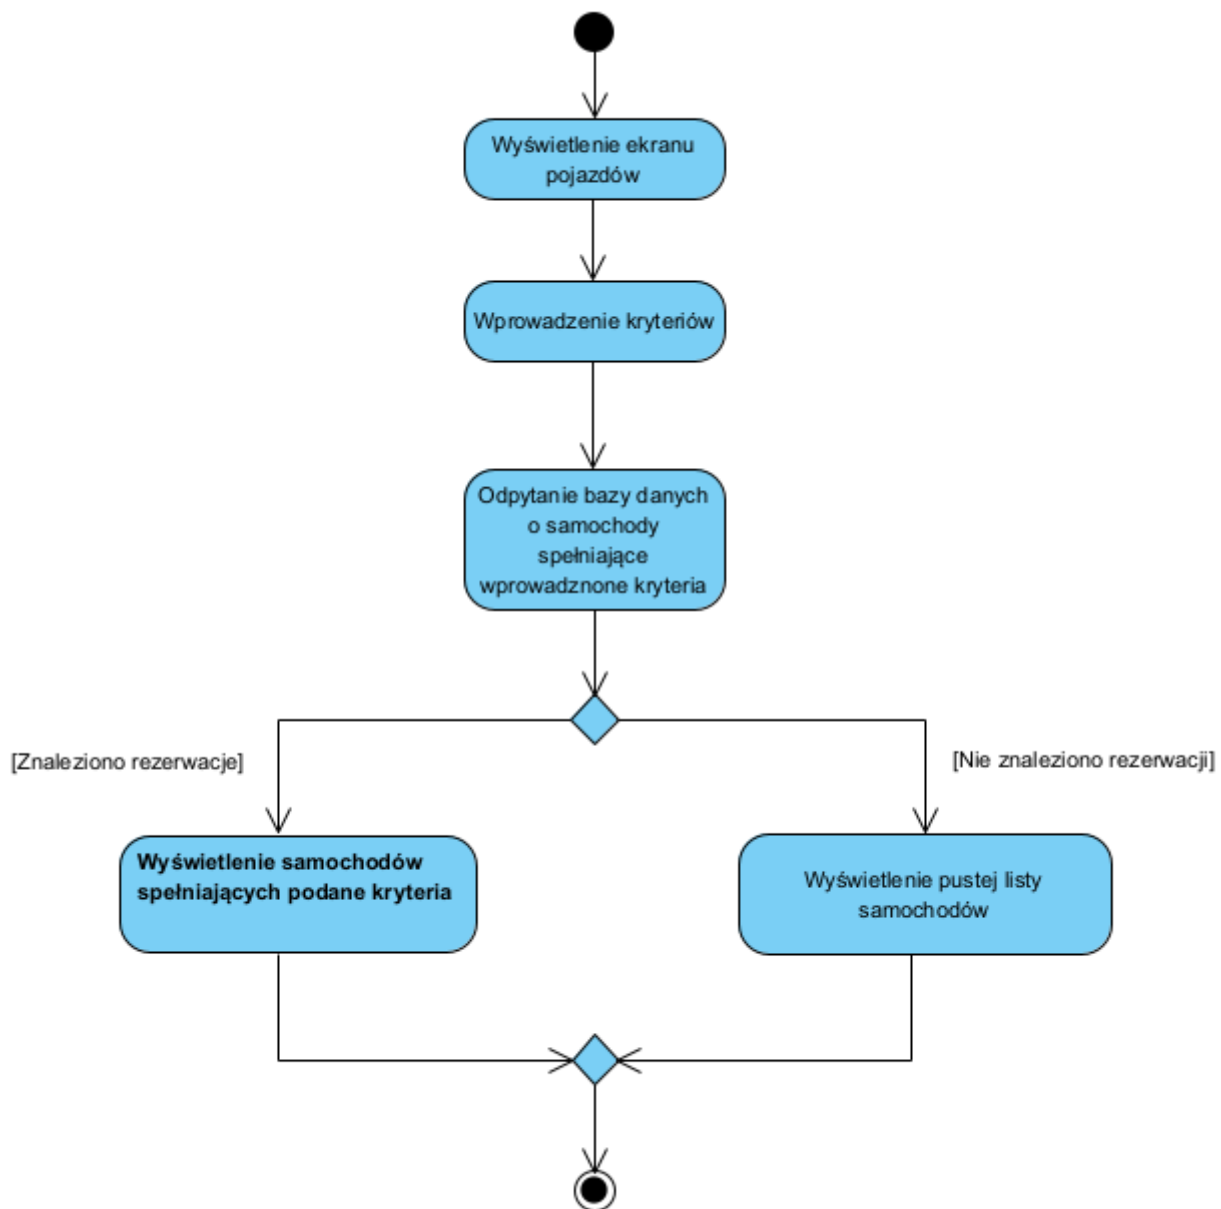 Wyświetlenie ekranu
pojazdów
Wprowadzenie kryteriów
Odpytanie bazy danych
o samochody
spełniające
wprowadznone kryteria
[Znaleziono rezerwacje]
[Nie znaleziono rezerwacji]
Wyświetlenie samochodów
spełniających podane kryteria
Wyświetlenie pustej listy
samochodów